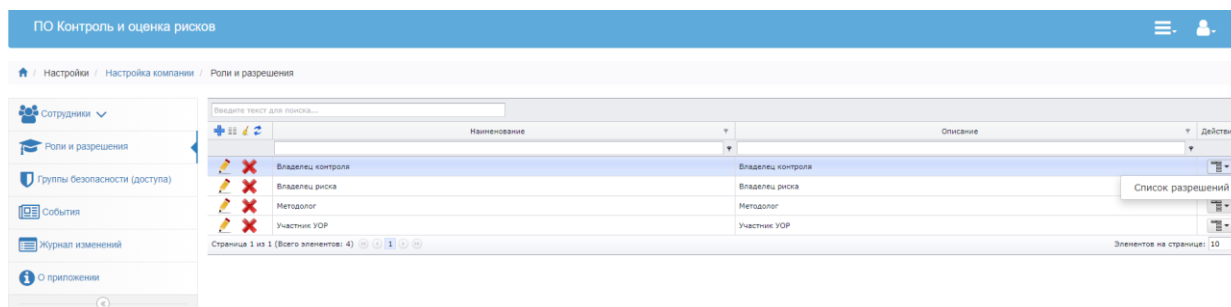 ПО Контроль и оценка рисков
/ Настройки / Настройка компании / Роли и разрешения
Сотрудники
Роли и разрешения
Группы безопасности (доступа)
События
Журнал изменений
О приложении
Введите текст для поиска...
Наименование Описание Действи
Владелец контроля Владелец контроля
Владелец риска Владелец риска
Список разрешений
Методолог Методолог
Участник УОР Участник УОР
Страница 1 из 1 (Всего элементов: 4) 1 Элементов на странице: 10